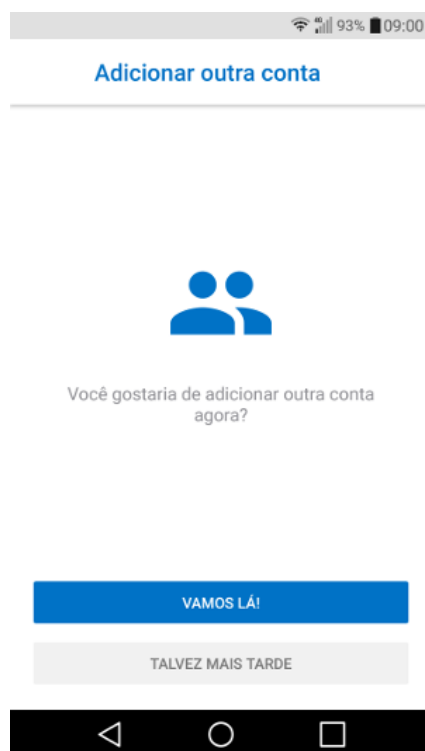 93% 09:00
Adicionar outra conta
Você gostaria de adicionar outra conta
agora?
VAMOS LÁ!
TALVEZ MAIS TARDE